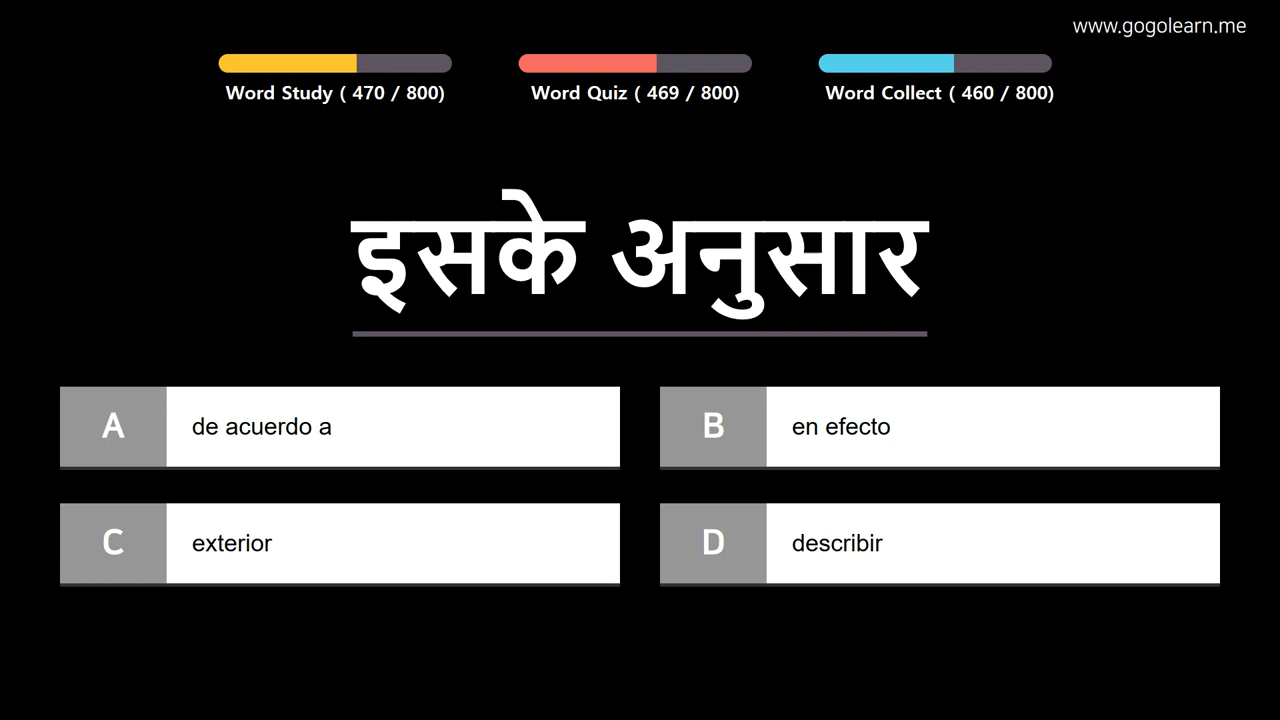 www.gogolearn.me
Word Study ( 470 / 800)
Word Quiz ( 469 / 800)
Word Collect ( 460 / 800)
इसके अनुसार
A
de acuerdo a
B
en efecto
C
exterior
D
describir